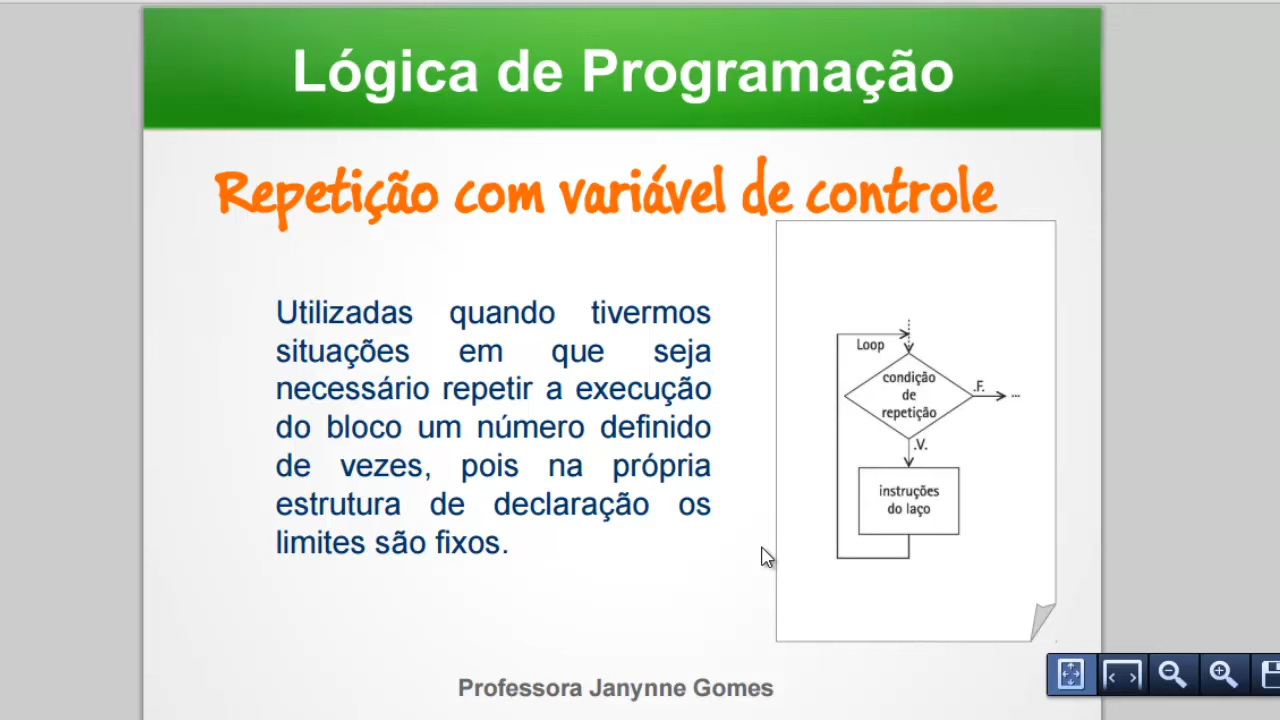 Lógica de Programação
Repetição com variável de controle
Utilizadas quando tivermos
situações em que seja
necessário repetir a execução
do bloco um número definido
de vezes, pois na própria
estrutura de declaração os
limites são fixos.
Loop
condição
de
repetição
.F.
...
.V.
instruções
do laço
Professora Janynne Gomes